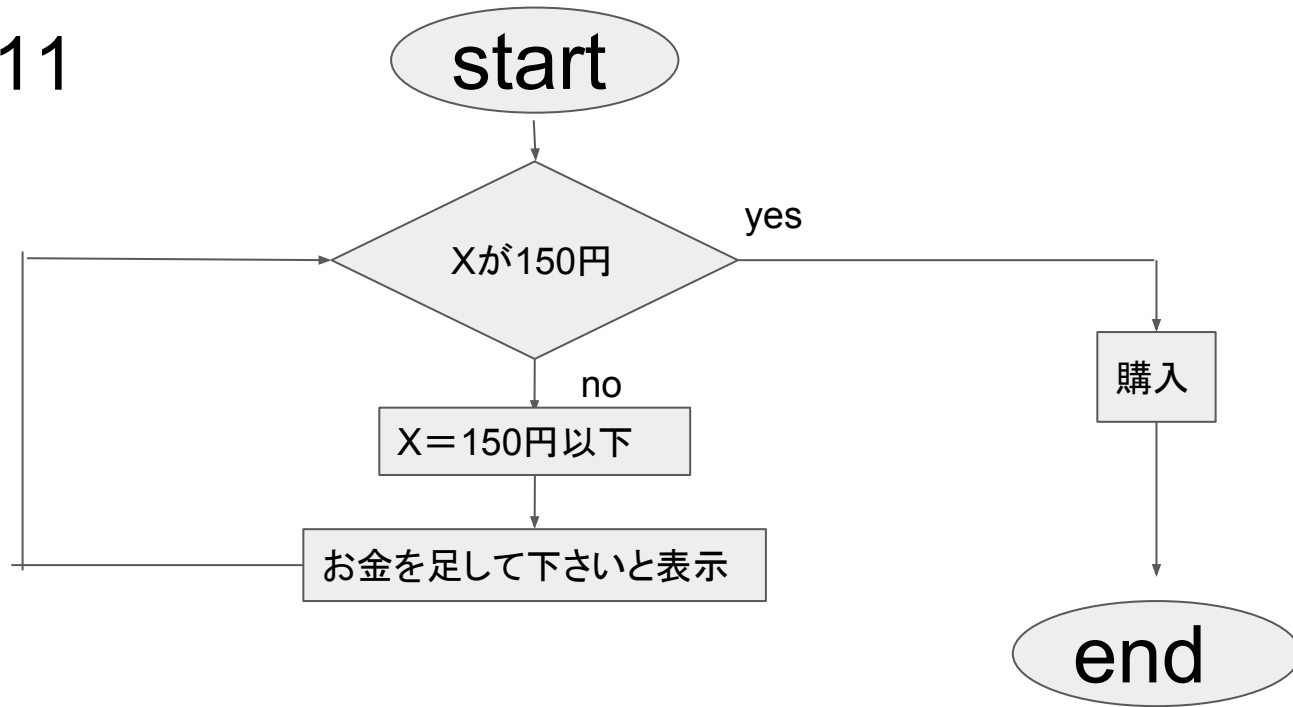 11
start
yes
Xが150円
購入
no
X＝150円以下
お金を足して下さいと表示
end